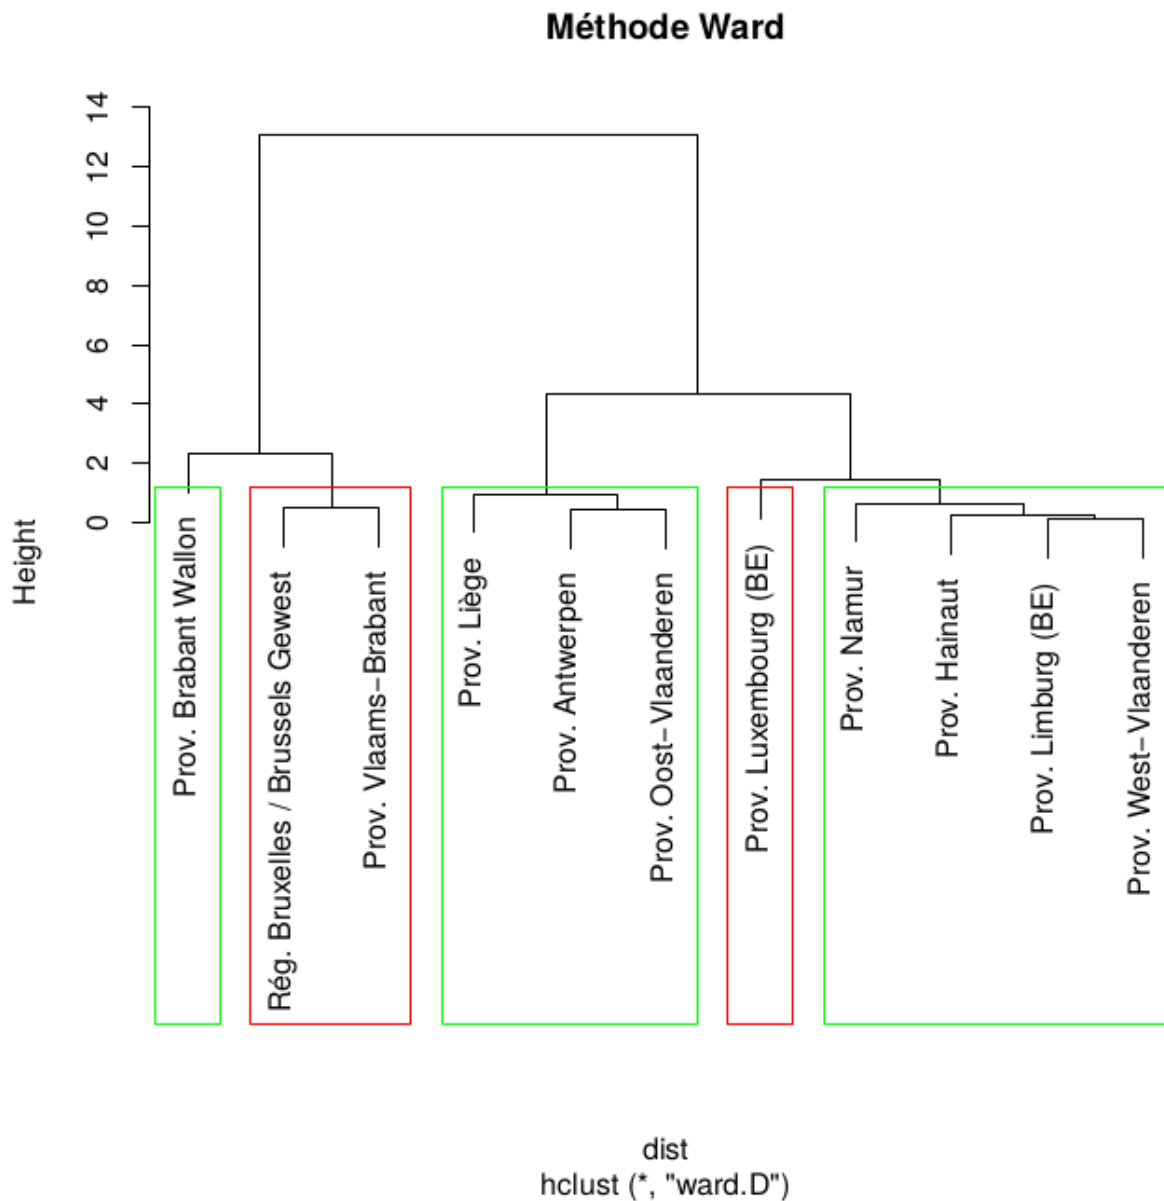 Méthode Ward
Height
14
12
10
8
6
4
2
0
Prov. Brabant Wallon
Rég. Bruxelles / Brussels Gewest
Prov. Vlaams−Brabant
Prov. Liège
Prov. Antwerpen
Prov. Oost−Vlaanderen
Prov. Luxembourg (BE)
Prov. Namur
Prov. Hainaut
Prov. Limburg (BE)
Prov. West−Vlaanderen
dist
hclust (*, "ward.D")